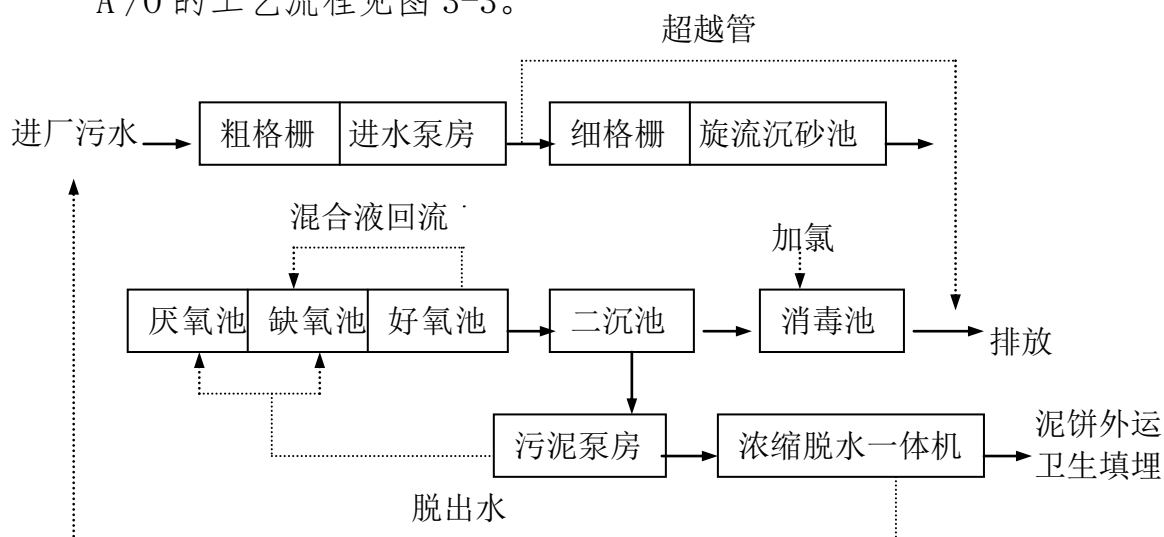 A /O 的工艺流程见图 3-3。
超越管
进厂污水
粗格栅
进水泵房
细格栅
旋流沉砂池
混合液回流
加氯
厌氧池
缺氧池
好氧池
二沉池
消毒池
排放
污泥泵房
浓缩脱水一体机
泥饼外运
卫生填埋
脱出水